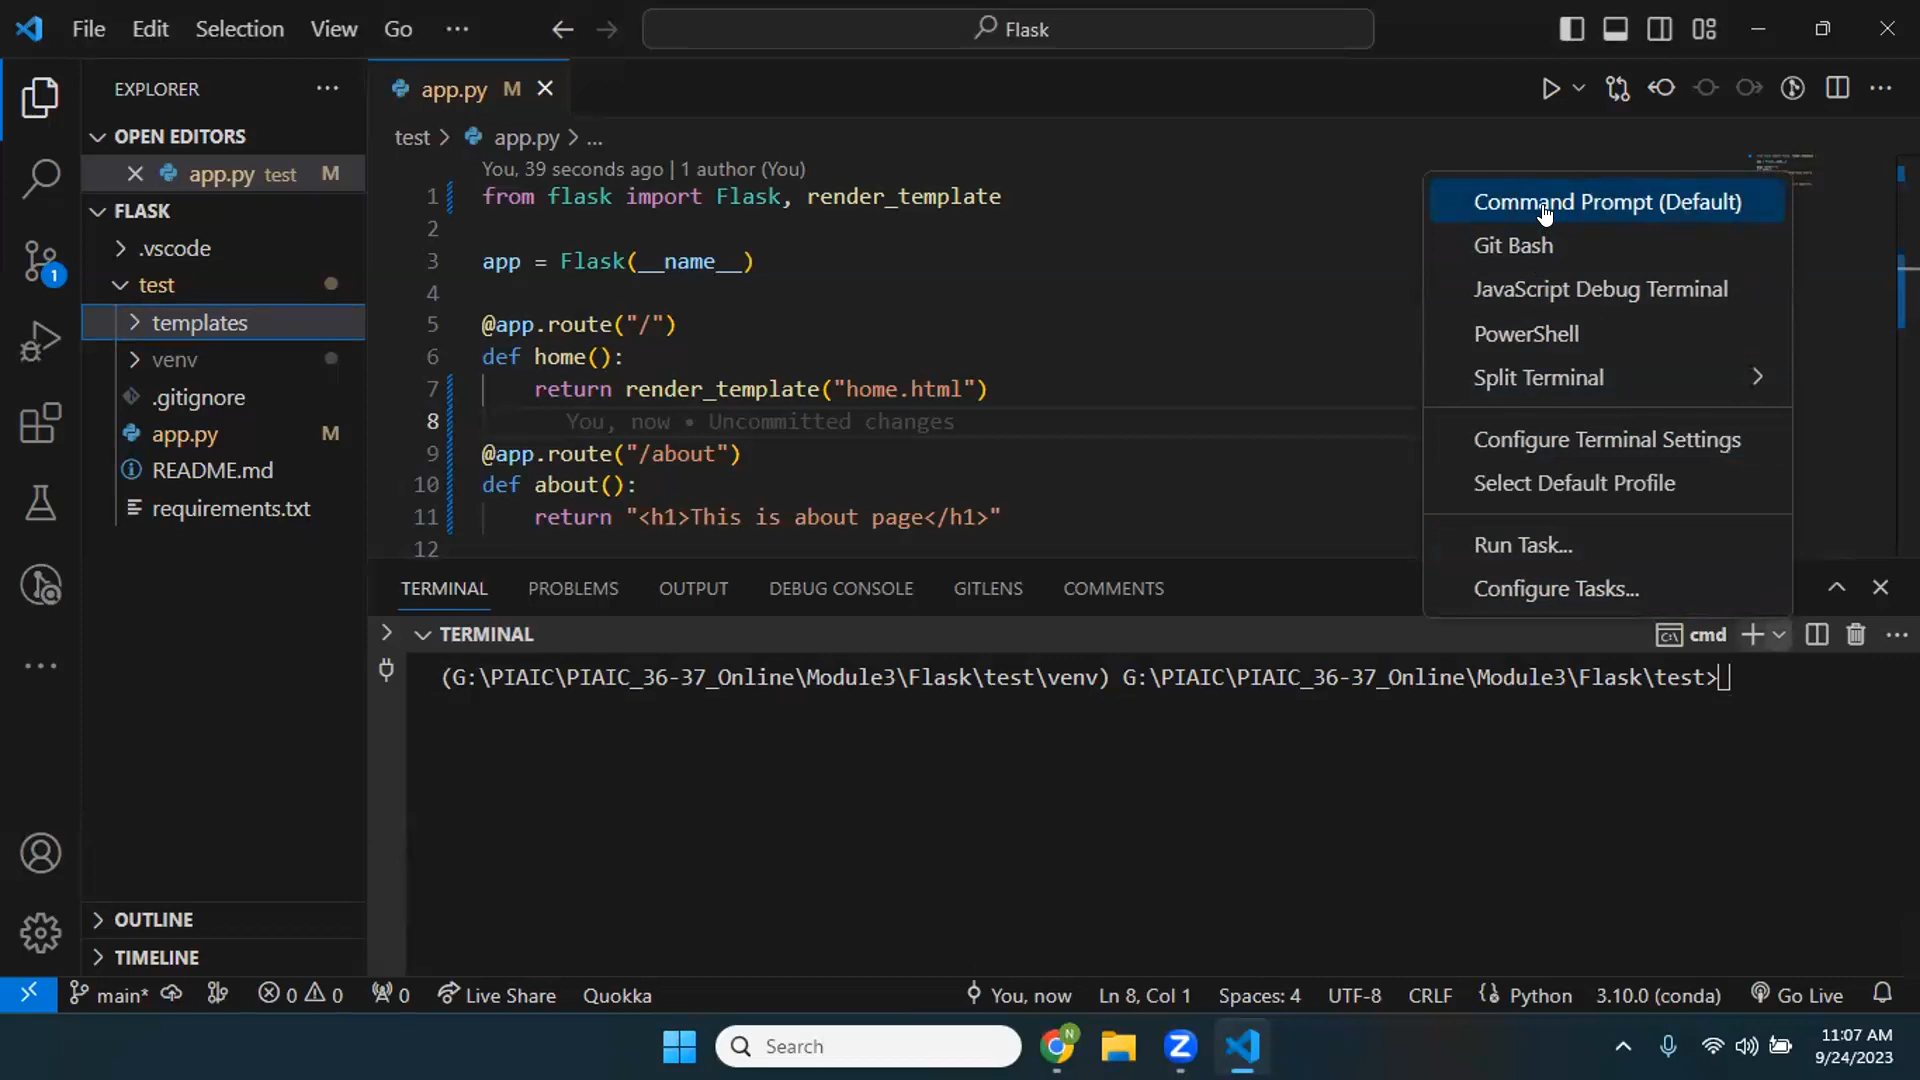 File Edit Selection View Go ··· Flask
EXPLORER ···
OPEN EDITORS
app.py test M
FLASK
.vscode
test
templates
venv
.gitignore
app.py M
README.md
requirements.txt
OUTLINE
TIMELINE
1
app.py M
test > app.py > ...
You, 39 seconds ago | 1 author (You)
1 from flask import Flask, render_template
2
3 app = Flask(__name__)
4
5 @app.route("/")
6 def home():
7 return render_template("home.html")
8 You, now • Uncommitted changes
9 @app.route("/about")
10 def about():
11 return "<h1>This is about page</h1>"
12
Command Prompt (Default)
Git Bash
JavaScript Debug Terminal
PowerShell
Split Terminal
Configure Terminal Settings
Select Default Profile
Run Task...
Configure Tasks...
TERMINAL PROBLEMS OUTPUT DEBUG CONSOLE GITLENS COMMENTS
TERMINAL cmd
(G:\PIAIC\PIAIC_36-37_Online\Module3\Flask\test\venv) G:\PIAIC\PIAIC_36-37_Online\Module3\Flask\test>
main* 0 0 0 Live Share Quokka You, now Ln 8, Col 1 Spaces: 4 UTF-8 CRLF Python 3.10.0 (conda) Go Live
Search N Z 11:07 AM
9/24/2023